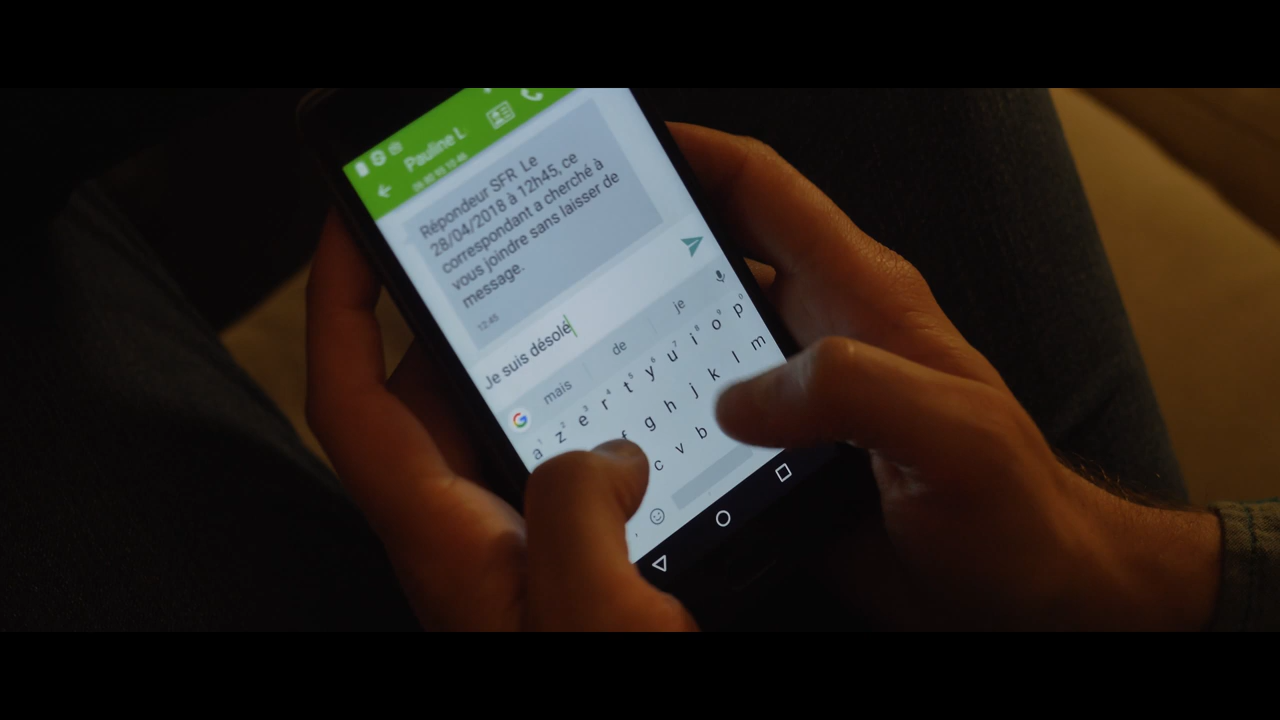 Pauline L
Répondeur SFR Le
28/04/2018 à 12h45, ce
correspondant a cherché à
vous joindre sans laisser de
message.
12:45
Je suis désolé
mais de je
a z e r t y u i o p
f g h j k l m
c v b